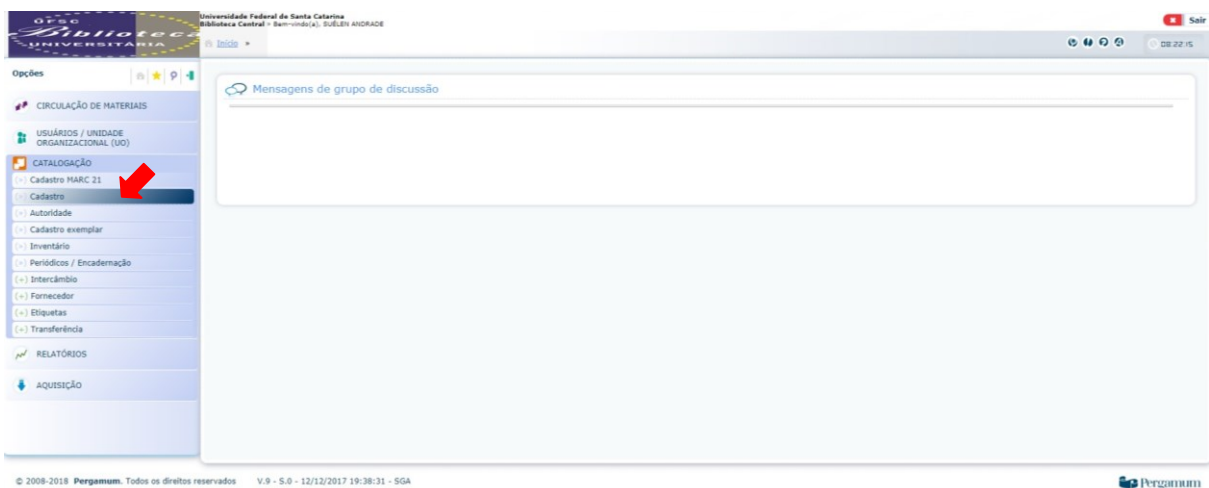 UFSC
Biblioteca
UNIVERSITÁRIA
Universidade Federal de Santa Catarina
Biblioteca Central > Bem-vindo(a), SUÉLEN ANDRADE
Sair
Início
08:22:15
Opções
Mensagens de grupo de discussão
CIRCULAÇÃO DE MATERIAIS
USUÁRIOS / UNIDADE
ORGANIZACIONAL (UO)
CATALOGAÇÃO
Cadastro MARC 21
Cadastro
Autoridade
Cadastro exemplar
Inventário
Periódicos / Encadernação
(+) Intercâmbio
(+) Fornecedor
(+) Etiquetas
(+) Transferência
RELATÓRIOS
AQUISIÇÃO
© 2008-2018 Pergamum. Todos os direitos reservados V.9 - S.0 - 12/12/2017 19:38:31 - SGA
Pergamum